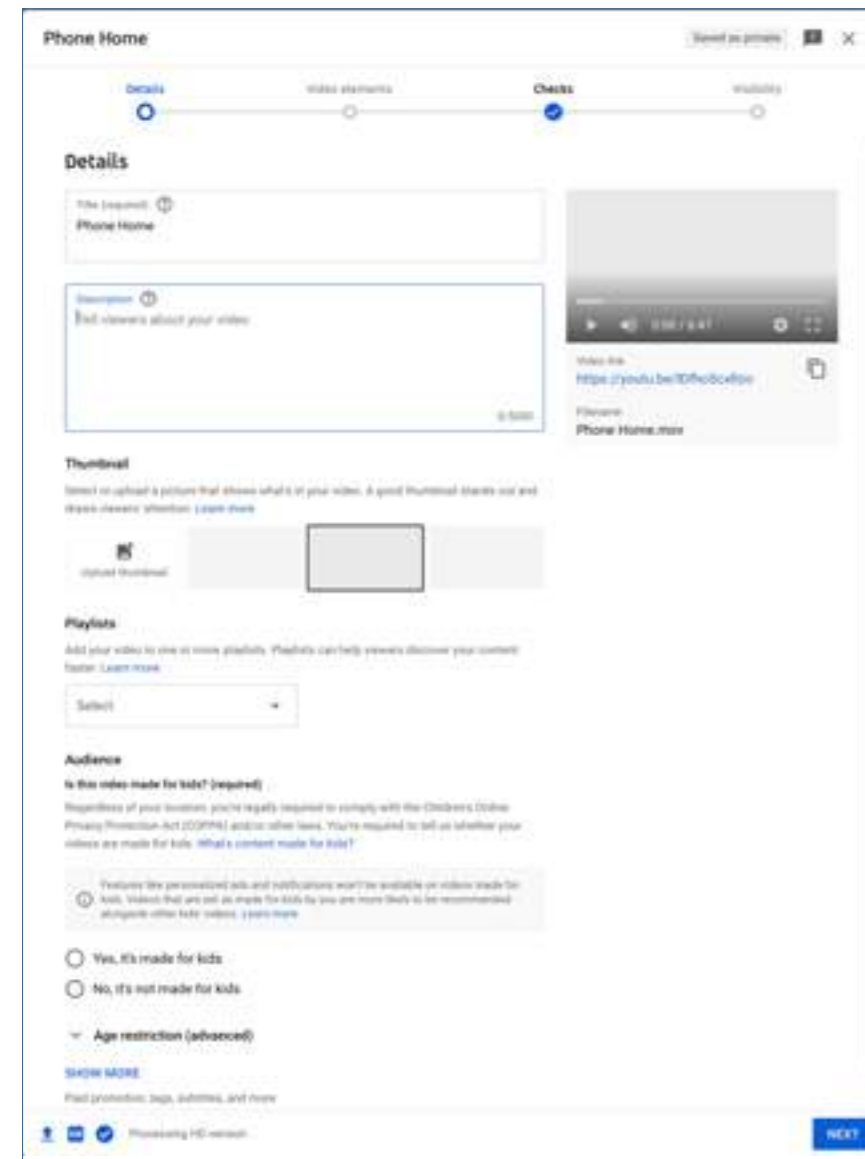 Phone Home
Saved as private
Details
Video elements
Checks
Visibility
Details
Title (required)
Phone Home
Description
Tell viewers about your video
0/5000
0:00 / 6:47
Video link
https://youtu.be/
Filename
Phone Home.mov
Thumbnail
Select or upload a picture that shows what's in your video. A good thumbnail stands out and
draws viewers' attention. Learn more
Upload thumbnail
Playlists
Add your video to one or more playlists. Playlists can help viewers discover your content
faster. Learn more
Select
Audience
Is this video made for kids? (required)
Regardless of your location, you're legally required to comply with the Children's Online
Privacy Protection Act (COPPA) and/or other laws. You're required to tell us whether your
videos are made for kids. What's content made for kids?
Features like personalized ads and notifications won't be available on videos made for
kids. Videos that are set as made for kids by you are more likely to be recommended
alongside other kids' videos. Learn more
Yes, it's made for kids
No, it's not made for kids
Age restriction (advanced)
SHOW MORE
Paid promotion, tags, subtitles, and more
Processing HD version
NEXT